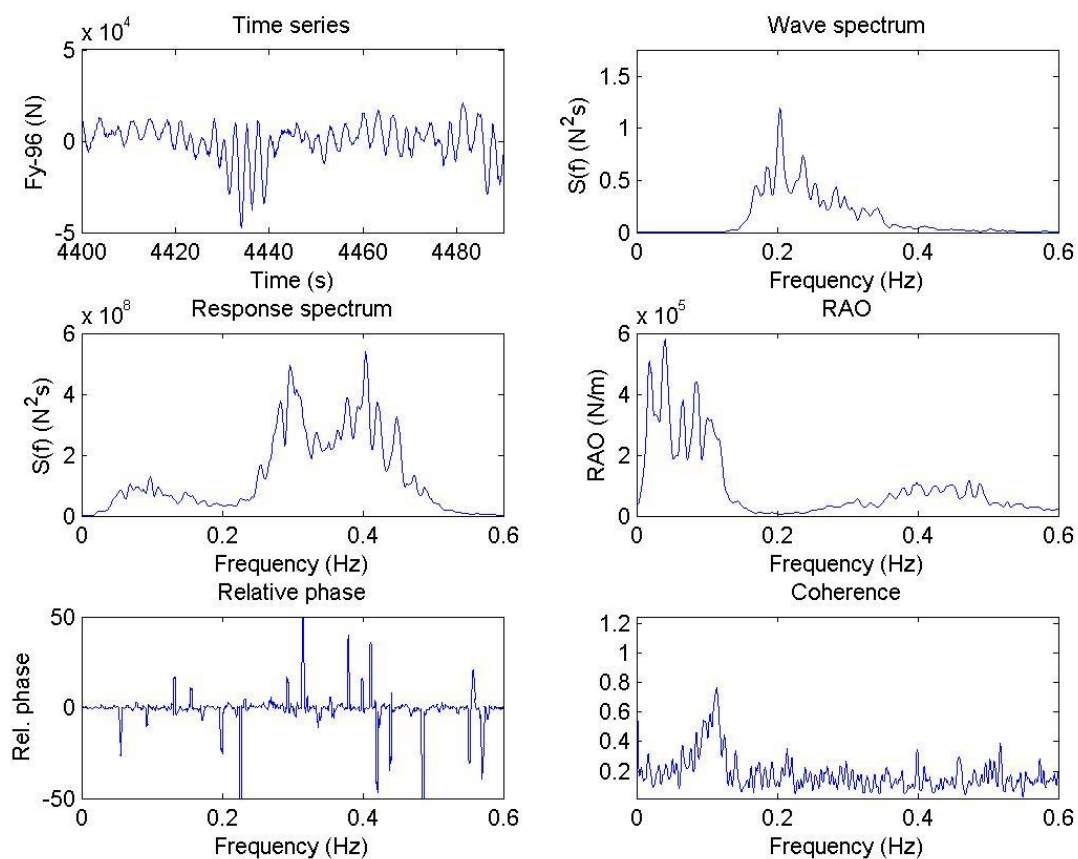 Time series
x 10^4
5
0
-5
Fy-96 (N)
4400 4420 4440 4460 4480
Time (s)
Wave spectrum
1.5
1
0.5
0
S(f) (N^2s)
0 0.2 0.4 0.6
Frequency (Hz)
Response spectrum
x 10^8
6
4
2
0
S(f) (N^2s)
0 0.2 0.4 0.6
Frequency (Hz)
RAO
x 10^5
6
4
2
0
RAO (N/m)
0 0.2 0.4 0.6
Frequency (Hz)
Relative phase
50
0
-50
Rel. phase
0 0.2 0.4 0.6
Frequency (Hz)
Coherence
1.2
1
0.8
0.6
0.4
0.2
0 0.2 0.4 0.6
Frequency (Hz)